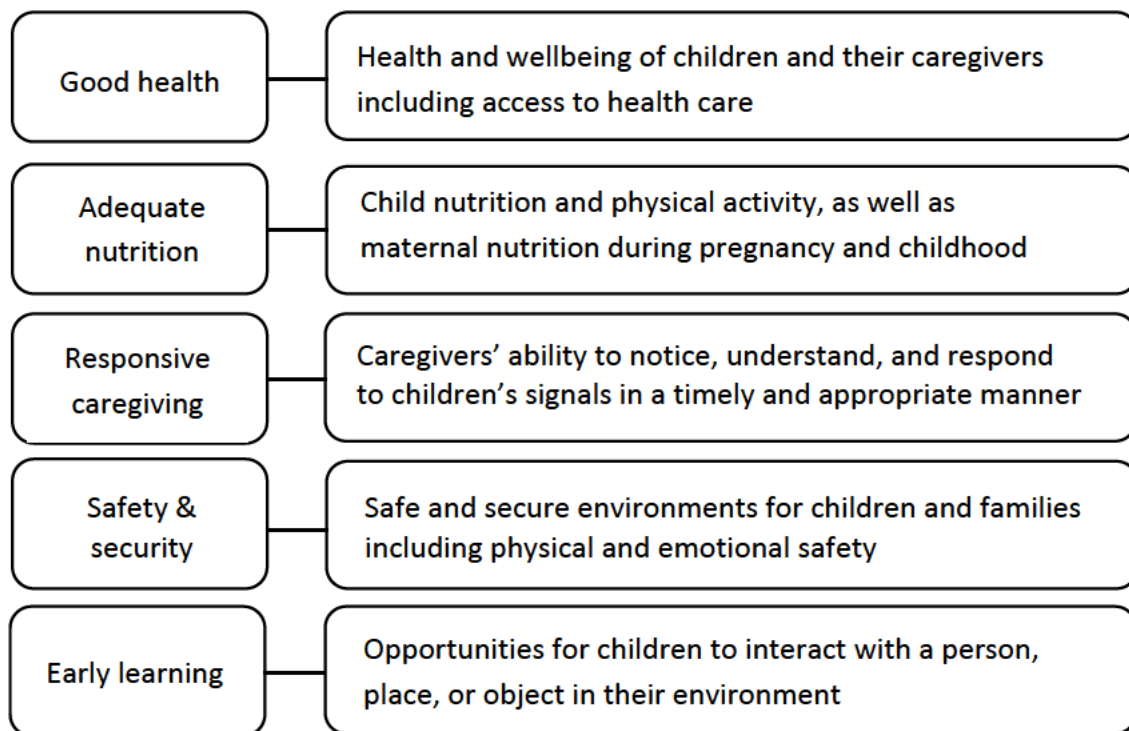 Good health
Health and wellbeing of children and their caregivers
including access to health care
Adequate
nutrition
Child nutrition and physical activity, as well as
maternal nutrition during pregnancy and childhood
Responsive
caregiving
Caregivers’ ability to notice, understand, and respond
to children’s signals in a timely and appropriate manner
Safety &
security
Safe and secure environments for children and families
including physical and emotional safety
Early learning
Opportunities for children to interact with a person,
place, or object in their environment